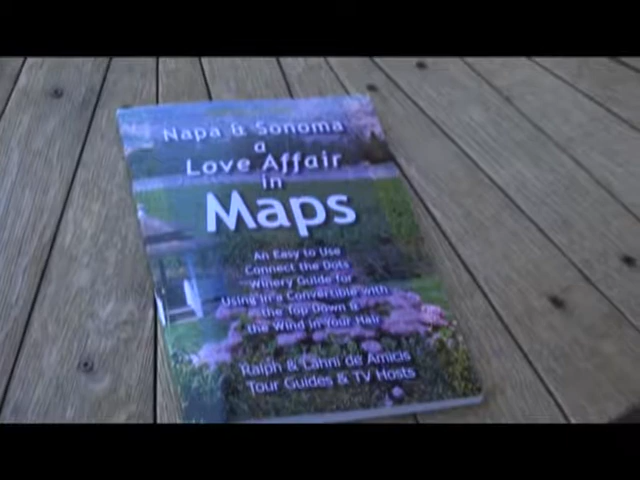 Napa & Sonoma
a
Love Affair
in
Maps
An Easy to Use
Connect the Dots
Winery Guide for
Using in a Convertible with
the Top Down &
the Wind in Your Hair
Ralph & Lahni de Amicis
Tour Guides & TV Hosts